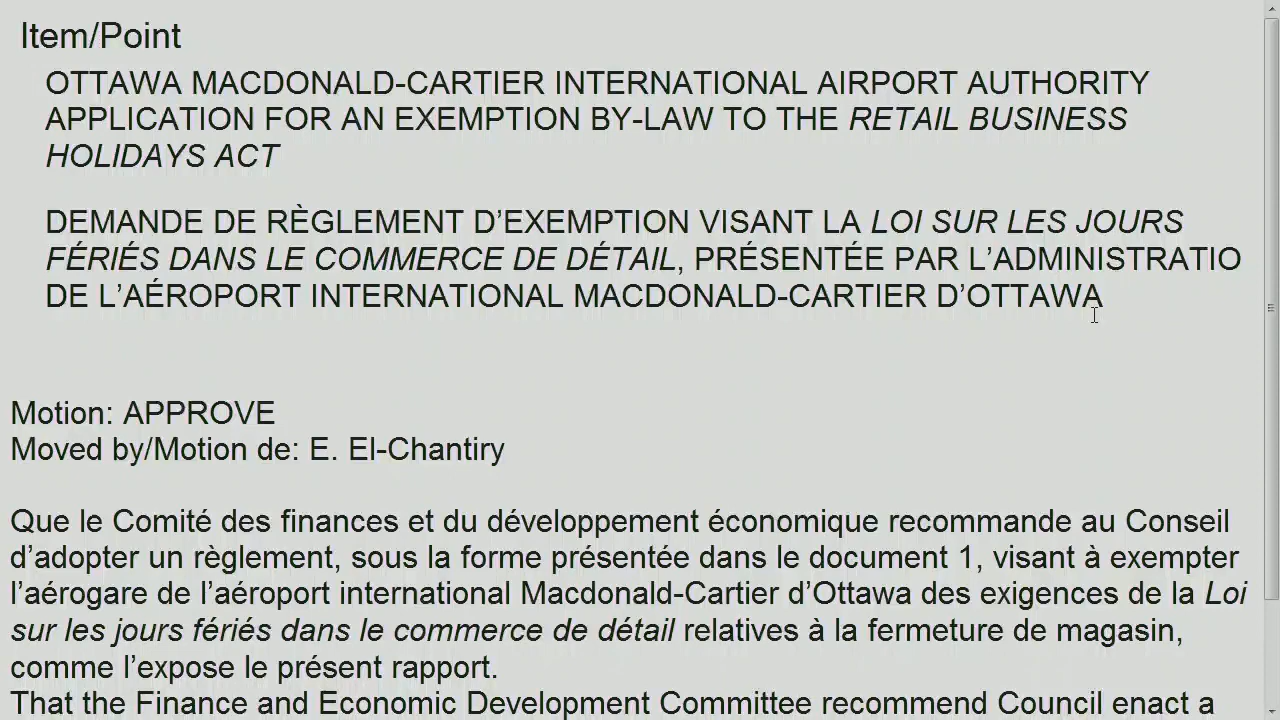 Item/Point
OTTAWA MACDONALD-CARTIER INTERNATIONAL AIRPORT AUTHORITY
APPLICATION FOR AN EXEMPTION BY-LAW TO THE RETAIL BUSINESS
HOLIDAYS ACT
DEMANDE DE RÈGLEMENT D’EXEMPTION VISANT LA LOI SUR LES JOURS
FÉRIÉS DANS LE COMMERCE DE DÉTAIL, PRÉSENTÉE PAR L’ADMINISTRATIO
DE L’AÉROPORT INTERNATIONAL MACDONALD-CARTIER D’OTTAWA
Motion: APPROVE
Moved by/Motion de: E. El-Chantiry
Que le Comité des finances et du développement économique recommande au Conseil
d’adopter un règlement, sous la forme présentée dans le document 1, visant à exempter
l’aérogare de l’aéroport international Macdonald-Cartier d’Ottawa des exigences de la Loi
sur les jours fériés dans le commerce de détail relatives à la fermeture de magasin,
comme l’expose le présent rapport.
That the Finance and Economic Development Committee recommend Council enact a